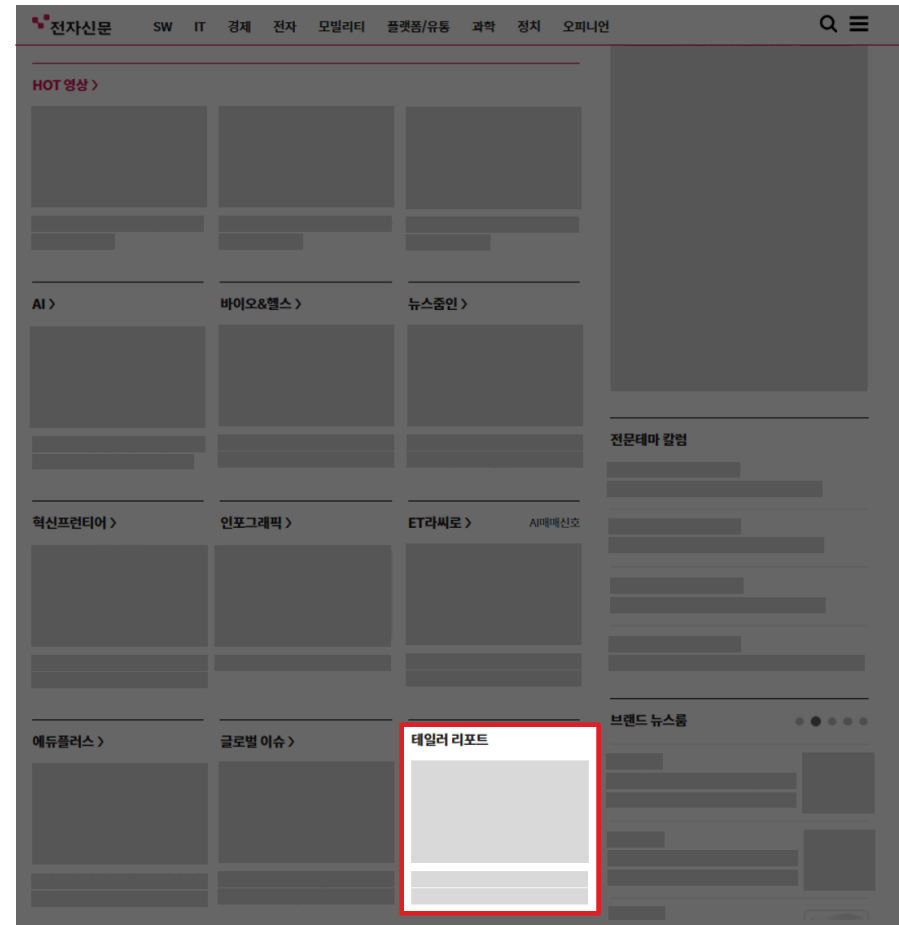 전자신문 SW IT 경제 전자 모빌리티 플랫폼/유통 과학 정치 오피니언
HOT 영상 >
AI >
바이오&헬스 >
뉴스줌인 >
전문테마 칼럼
혁신프런티어 >
인포그래픽 >
ET라씨로 > AI매매신호
브랜드 뉴스룸
에듀플러스 >
글로벌 이슈 >
테일러 리포트